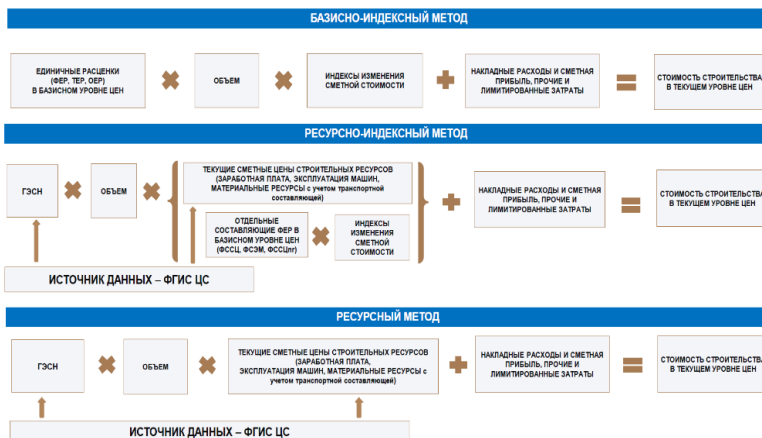 БАЗИСНО-ИНДЕКСНЫЙ МЕТОД
ЕДИНИЧНЫЕ РАСЦЕНКИ
(ФЕР, ТЕР, ОЕР)
В БАЗИСНОМ УРОВНЕ ЦЕН
ОБЪЕМ
ИНДЕКСЫ ИЗМЕНЕНИЯ
СМЕТНОЙ СТОИМОСТИ
НАКЛАДНЫЕ РАСХОДЫ И СМЕТНАЯ
ПРИБЫЛЬ, ПРОЧИЕ И
ЛИМИТИРОВАННЫЕ ЗАТРАТЫ
СТОИМОСТЬ СТРОИТЕЛЬСТВА
В ТЕКУЩЕМ УРОВНЕ ЦЕН
РЕСУРСНО-ИНДЕКСНЫЙ МЕТОД
ГЭСН
ОБЪЕМ
ТЕКУЩИЕ СМЕТНЫЕ ЦЕНЫ СТРОИТЕЛЬНЫХ РЕСУРСОВ
(ЗАРАБОТНАЯ ПЛАТА, ЭКСПЛУАТАЦИЯ МАШИН,
МАТЕРИАЛЬНЫЕ РЕСУРСЫ с учетом транспортной
составляющей)
ОТДЕЛЬНЫЕ
СОСТАВЛЯЮЩИЕ ФЕР В
БАЗИСНОМ УРОВНЕ ЦЕН
(ФССЦ, ФСЭМ, ФССЦпг)
ИНДЕКСЫ
ИЗМЕНЕНИЯ
СМЕТНОЙ
СТОИМОСТИ
НАКЛАДНЫЕ РАСХОДЫ И СМЕТНАЯ
ПРИБЫЛЬ, ПРОЧИЕ И
ЛИМИТИРОВАННЫЕ ЗАТРАТЫ
СТОИМОСТЬ СТРОИТЕЛЬСТВА
В ТЕКУЩЕМ УРОВНЕ ЦЕН
ИСТОЧНИК ДАННЫХ – ФГИС ЦС
РЕСУРСНЫЙ МЕТОД
ГЭСН
ОБЪЕМ
ТЕКУЩИЕ СМЕТНЫЕ ЦЕНЫ СТРОИТЕЛЬНЫХ РЕСУРСОВ
(ЗАРАБОТНАЯ ПЛАТА,
ЭКСПЛУАТАЦИЯ МАШИН, МАТЕРИАЛЬНЫЕ РЕСУРСЫ с
учетом транспортной составляющей)
НАКЛАДНЫЕ РАСХОДЫ И СМЕТНАЯ
ПРИБЫЛЬ, ПРОЧИЕ И
ЛИМИТИРОВАННЫЕ ЗАТРАТЫ
СТОИМОСТЬ СТРОИТЕЛЬСТВА
В ТЕКУЩЕМ УРОВНЕ ЦЕН
ИСТОЧНИК ДАННЫХ – ФГИС ЦС